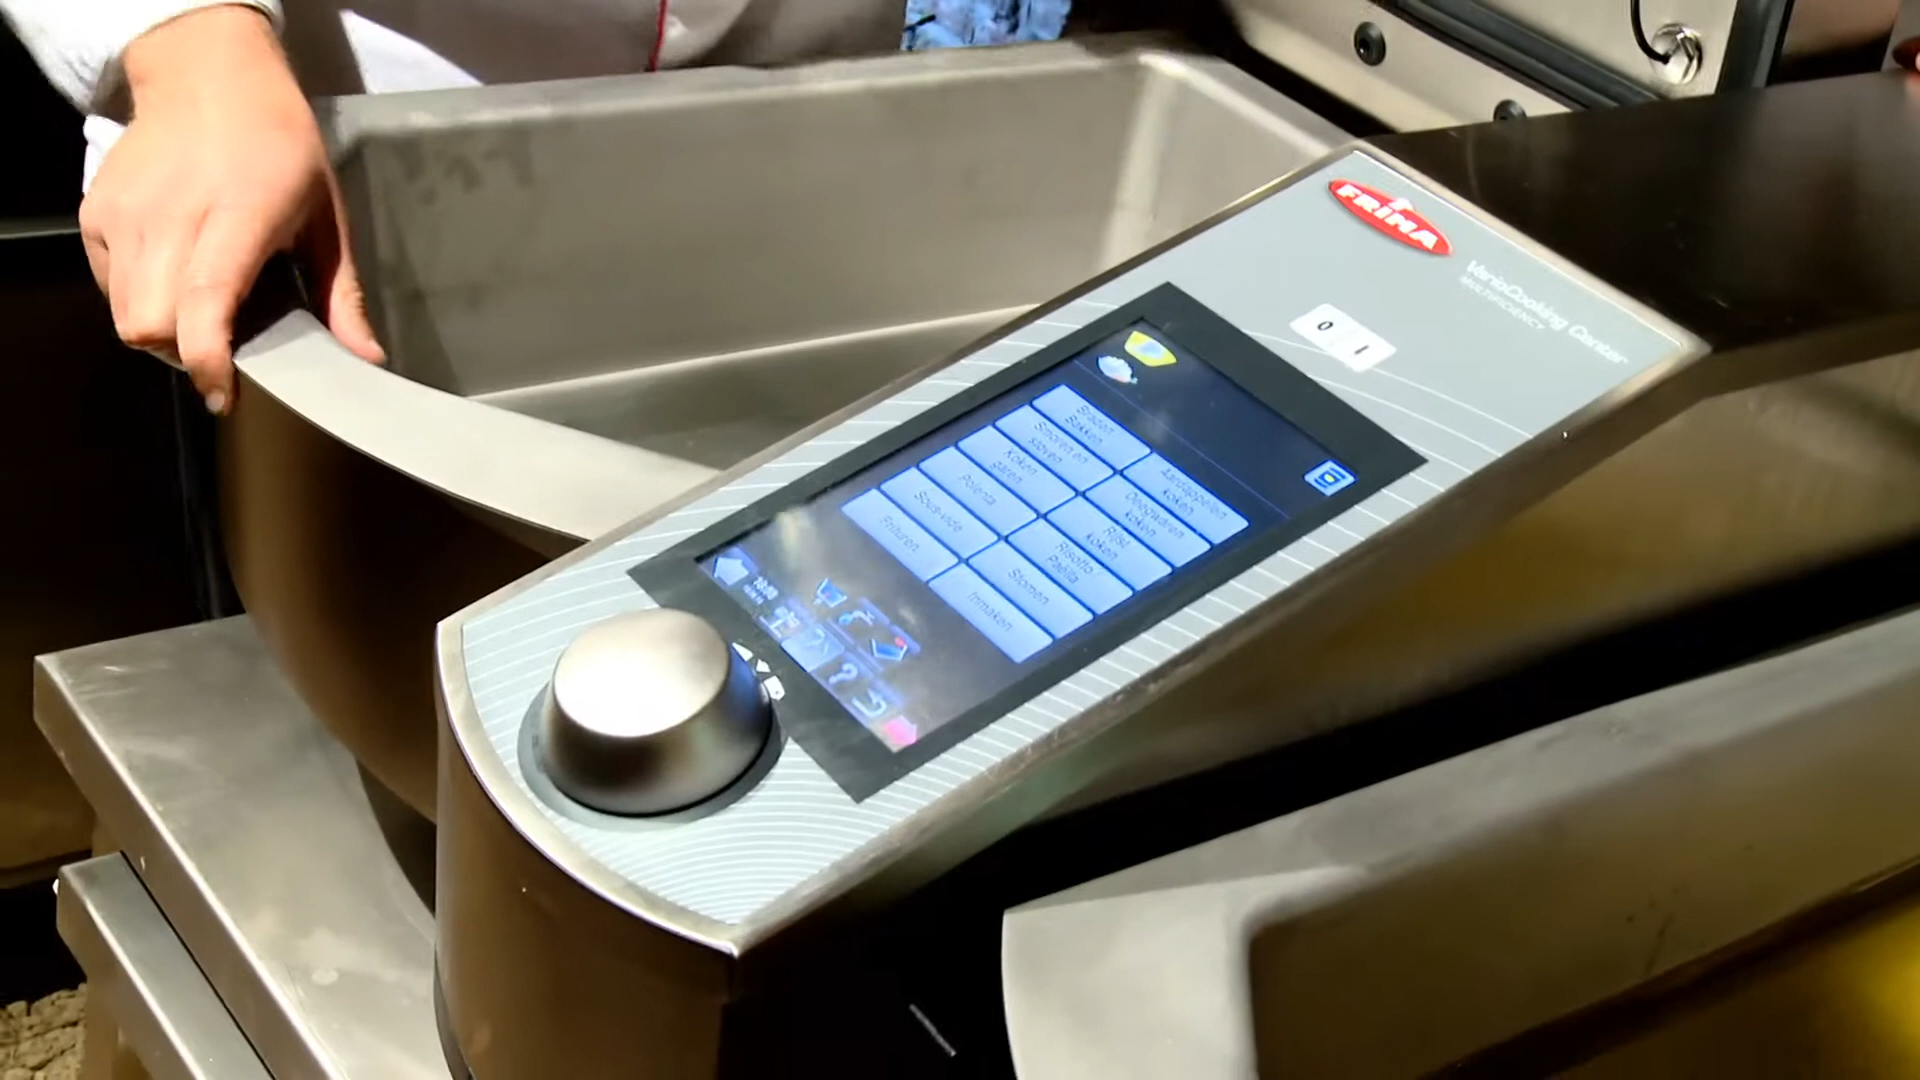 FRIMA
VarioCooking Center
MULTIFICIENCY
0 I
Braden
Bakken
Smoren en
stoven
Koken
garen
Polenta
Sous-vide
Frituren
Aardappelen
koken
Deegwaren
koken
Rijst
koken
Risotto /
Paëlla
Stomen
Inmaken
?